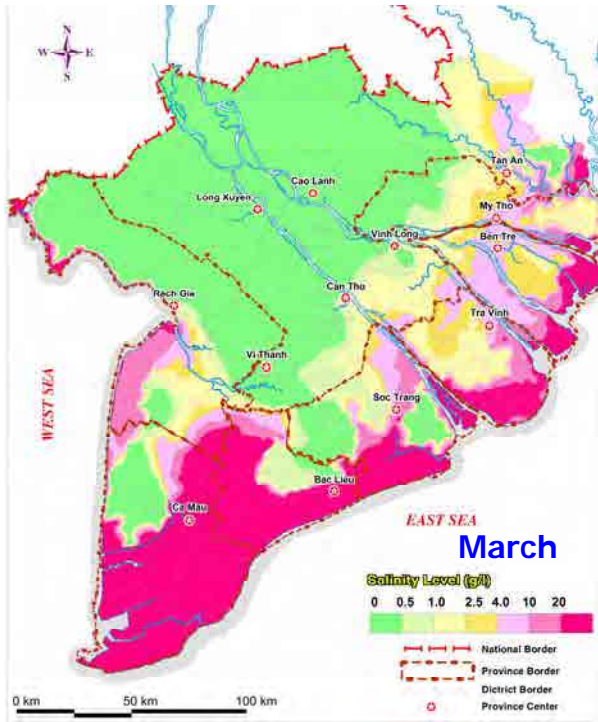 N
W E
S
Tan An
Cao Lanh
Long Xuyen
My Tho
Vinh Long
Ben Tre
Can Tho
Rach Gia
Tra Vinh
Vi Thanh
Soc Trang
WEST SEA
Bac Lieu
Ca Mau
EAST SEA
March
Salinity Level (g/l)
0 0.5 1.0 2.5 4.0 10 20
National Border
Province Border
Dictrict Border
Province Center
0 km 50 km 100 km